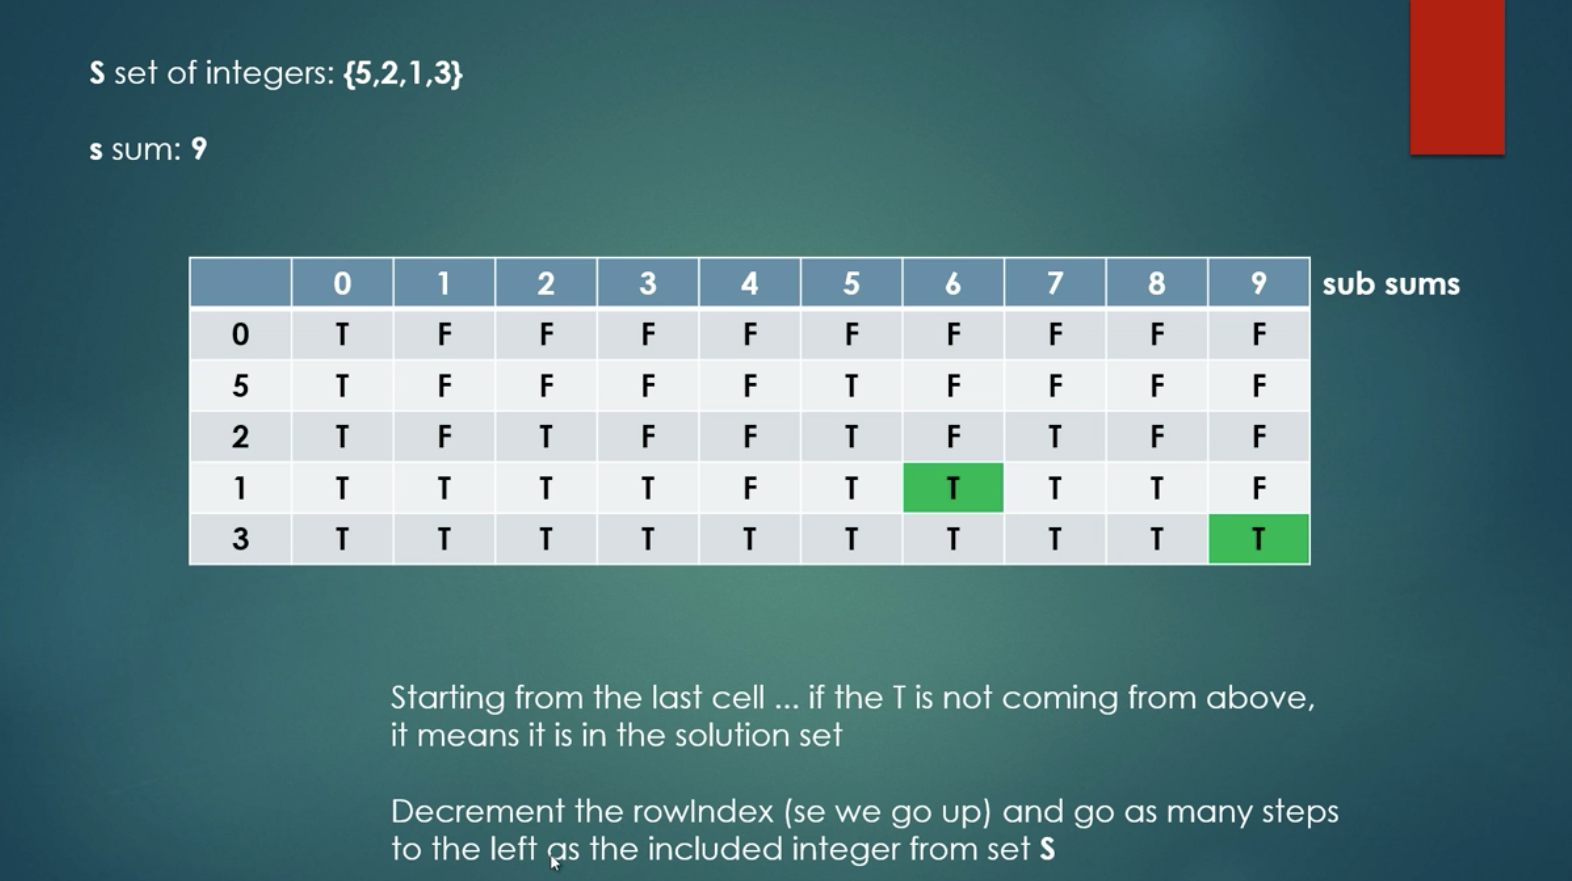 S set of integers: {5,2,1,3}
s sum: 9
0 1 2 3 4 5 6 7 8 9 sub sums
0 T F F F F F F F F F
5 T F F F F T F F F F
2 T F T F F T F T F F
1 T T T T F T T T T F
3 T T T T T T T T T T
Starting from the last cell ... if the T is not coming from above,
it means it is in the solution set
Decrement the rowIndex (se we go up) and go as many steps
to the left as the included integer from set S